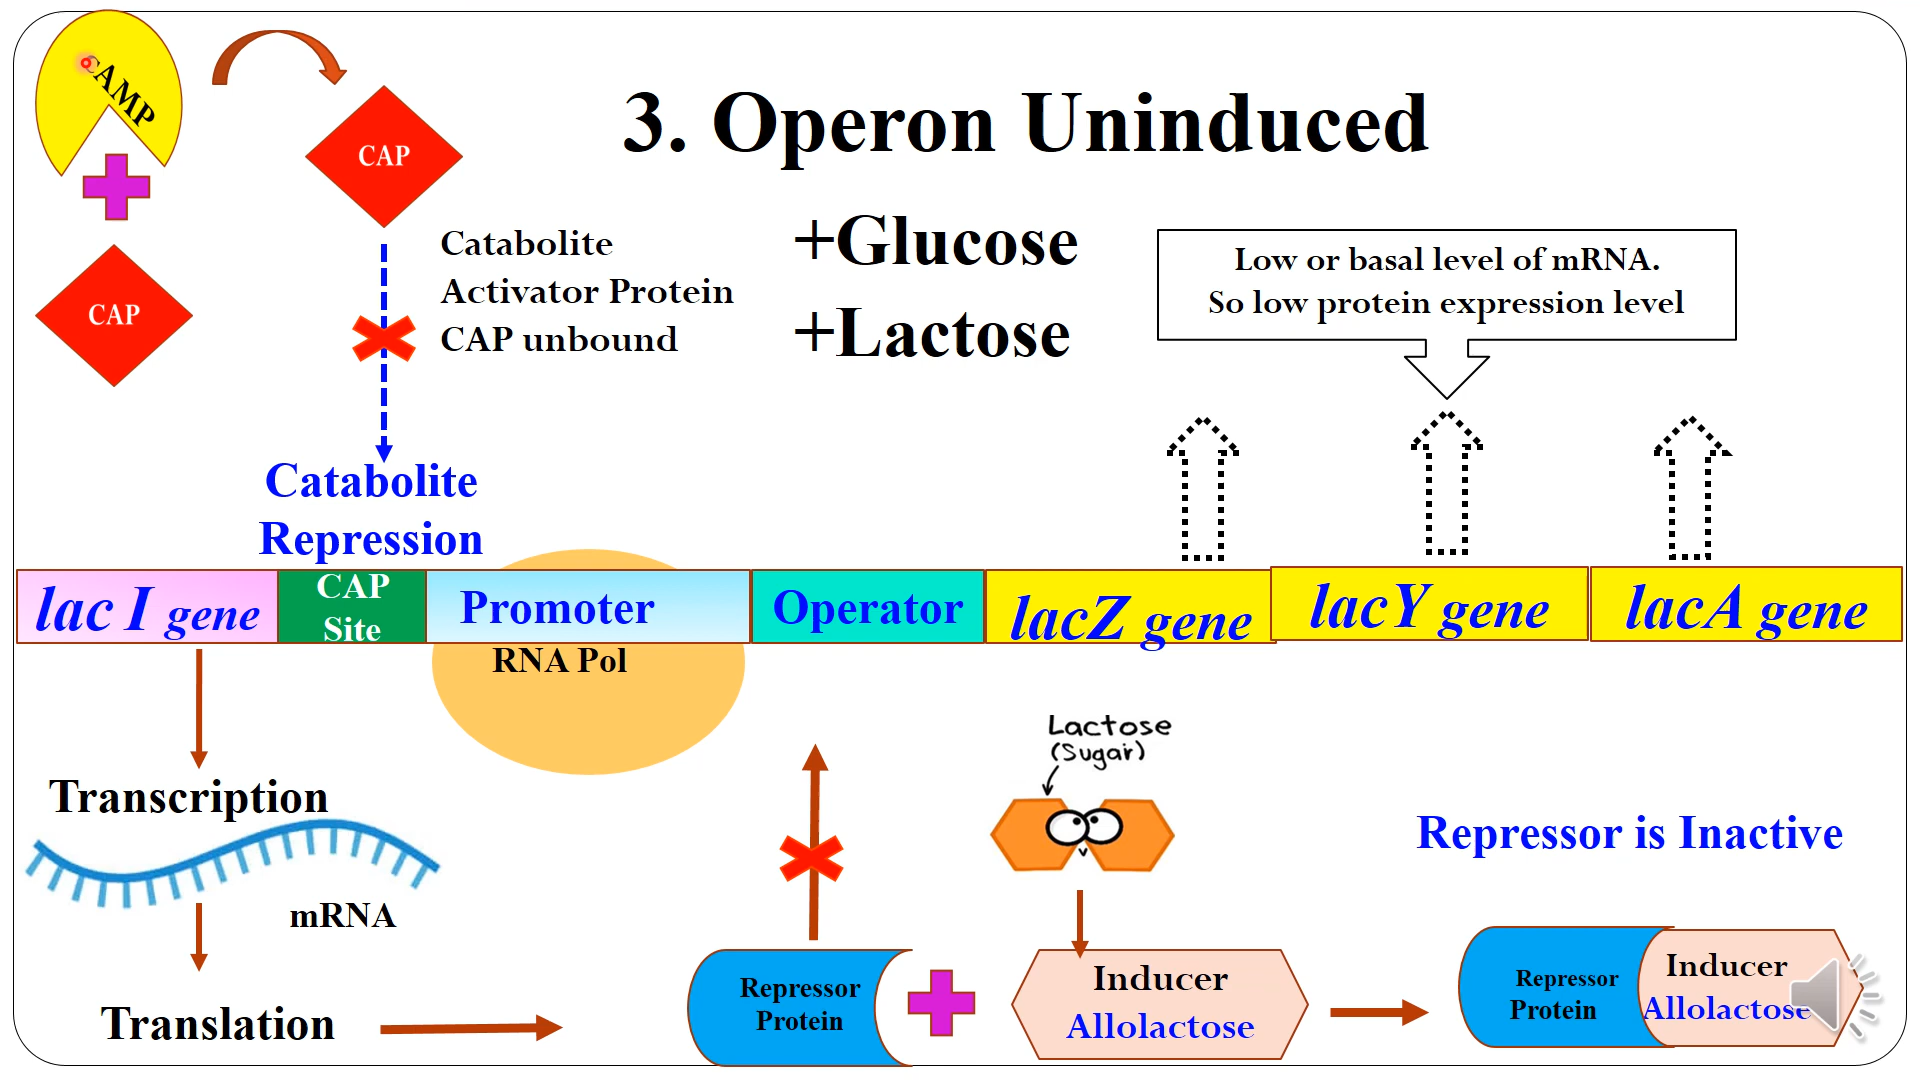 cAMP
CAP
3. Operon Uninduced
CAP
Catabolite
Activator Protein
CAP unbound
+Glucose
+Lactose
Low or basal level of mRNA.
So low protein expression level
Catabolite
Repression
lac I gene
CAP
Site
Promoter
Operator
lacZ gene
lacY gene
lacA gene
RNA Pol
Transcription
mRNA
Translation
Lactose
(Sugar)
Repressor is Inactive
Repressor
Protein
Inducer
Allolactose
Repressor
Protein
Inducer
Allolactose